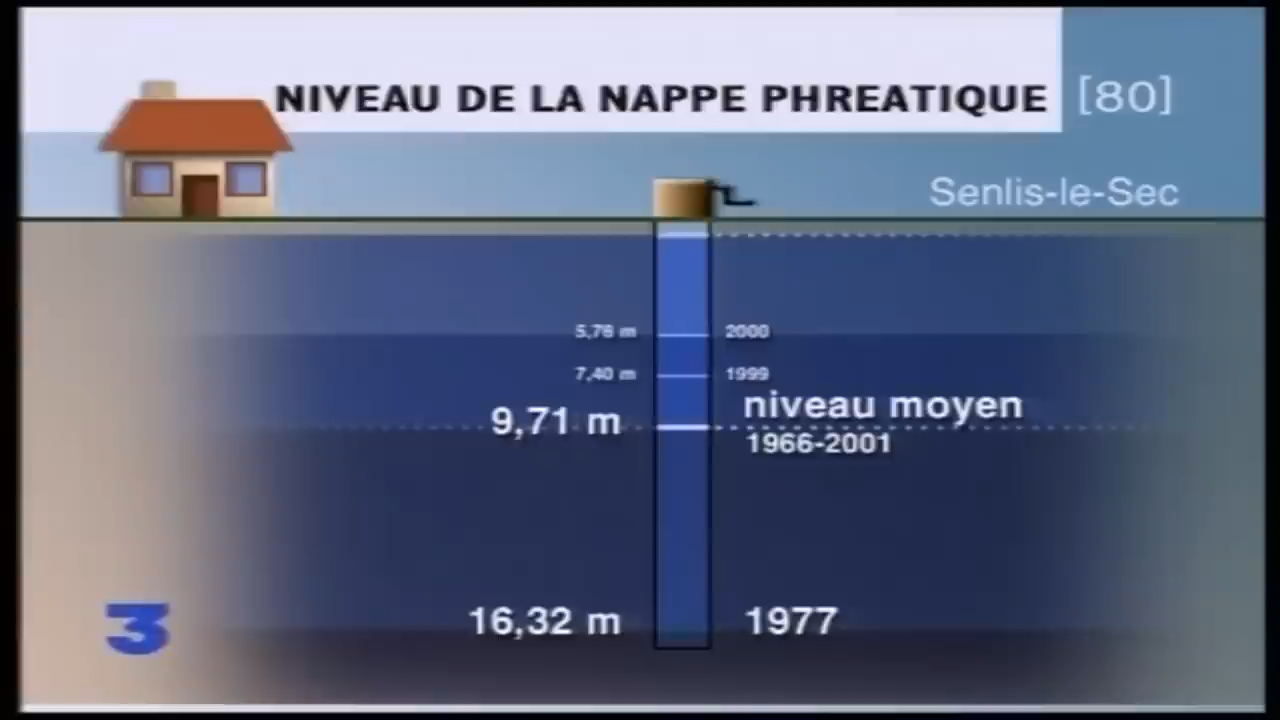 NIVEAU DE LA NAPPE PHREATIQUE [80]
Senlis-le-Sec
5,78 m 2000
7,40 m 1999
9,71 m niveau moyen
1966-2001
16,32 m 1977
3